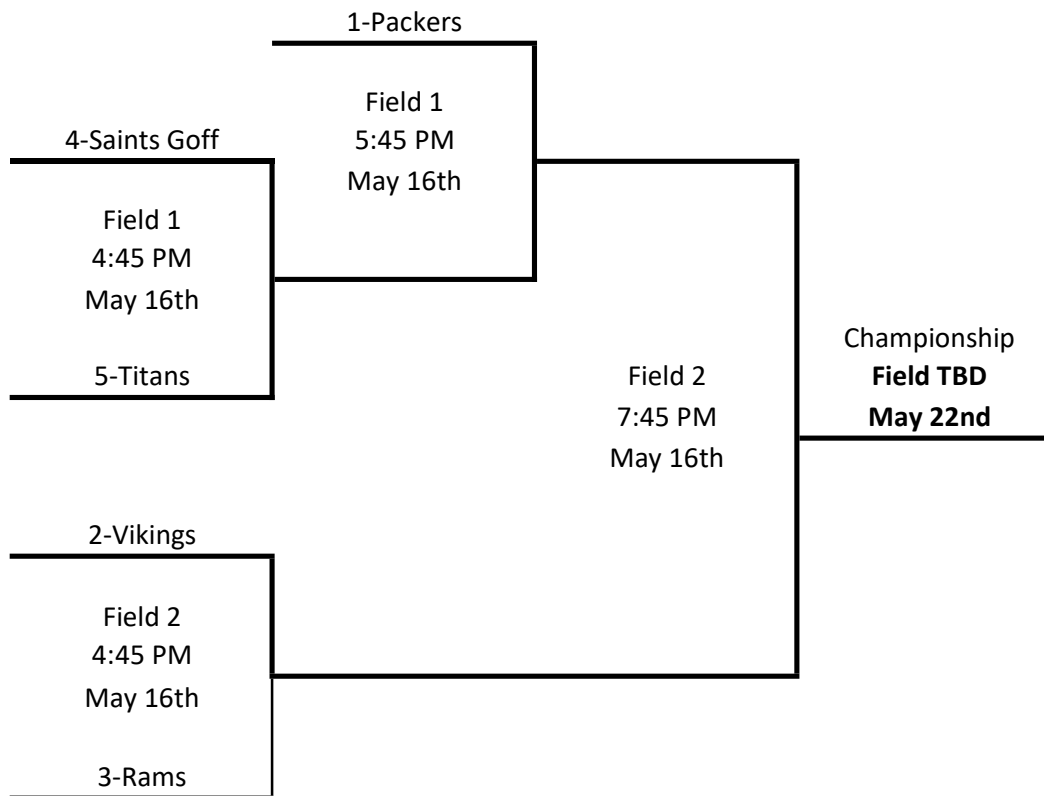 1-Packers
Field 1
5:45 PM
May 16th
4-Saints Goff
Field 1
4:45 PM
May 16th
5-Titans
Championship
Field TBD
May 22nd
Field 2
7:45 PM
May 16th
2-Vikings
Field 2
4:45 PM
May 16th
3-Rams